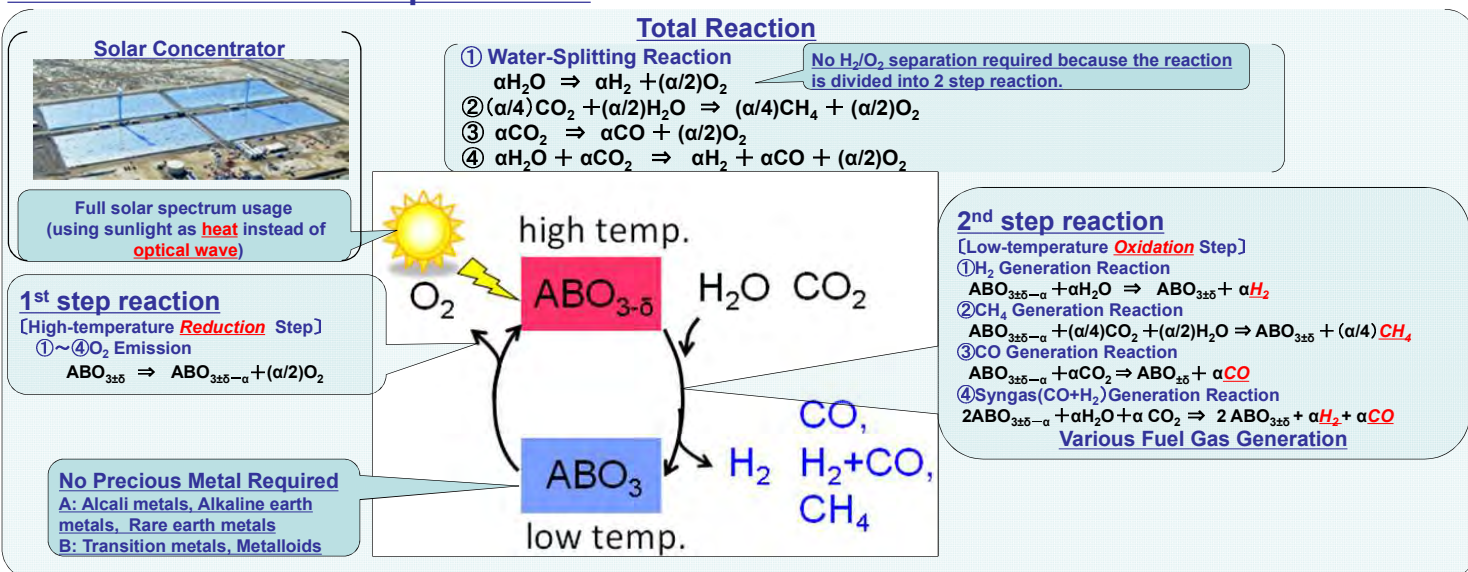 Solar Concentrator
Full solar spectrum usage
(using sunlight as heat instead of
optical wave)
Total Reaction
① Water-Splitting Reaction
αH₂O ⇒ αH₂ +(α/2)O₂
②(α/4)CO₂ +(α/2)H₂O ⇒ (α/4)CH₄ + (α/2)O₂
③ αCO₂ ⇒ αCO + (α/2)O₂
④ αH₂O + αCO₂ ⇒ αH₂ + αCO + (α/2)O₂
No H₂/O₂ separation required because the reaction
is divided into 2 step reaction.
1st step reaction
〔High-temperature Reduction Step〕
①~④O₂ Emission
ABO₃±δ ⇒ ABO₃±δ−α+(α/2)O₂
high temp.
O₂
ABO₃-δ
H₂O CO₂
ABO₃
low temp.
CO,
H₂ H₂+CO,
CH₄
2nd step reaction
〔Low-temperature Oxidation Step〕
①H₂ Generation Reaction
ABO₃±δ−α +αH₂O ⇒ ABO₃±δ+ αH₂
②CH₄ Generation Reaction
ABO₃±δ−α +(α/4)CO₂ +(α/2)H₂O ⇒ ABO₃±δ + (α/4)CH₄
③CO Generation Reaction
ABO₃±δ−α +αCO₂ ⇒ ABO±δ+ αCO
④Syngas(CO+H₂)Generation Reaction
2ABO₃±δ−α +αH₂O+α CO₂ ⇒ 2 ABO₃±δ + αH₂+ αCO
Various Fuel Gas Generation
No Precious Metal Required
A: Alcali metals, Alkaline earth
metals, Rare earth metals
B: Transition metals, Metalloids